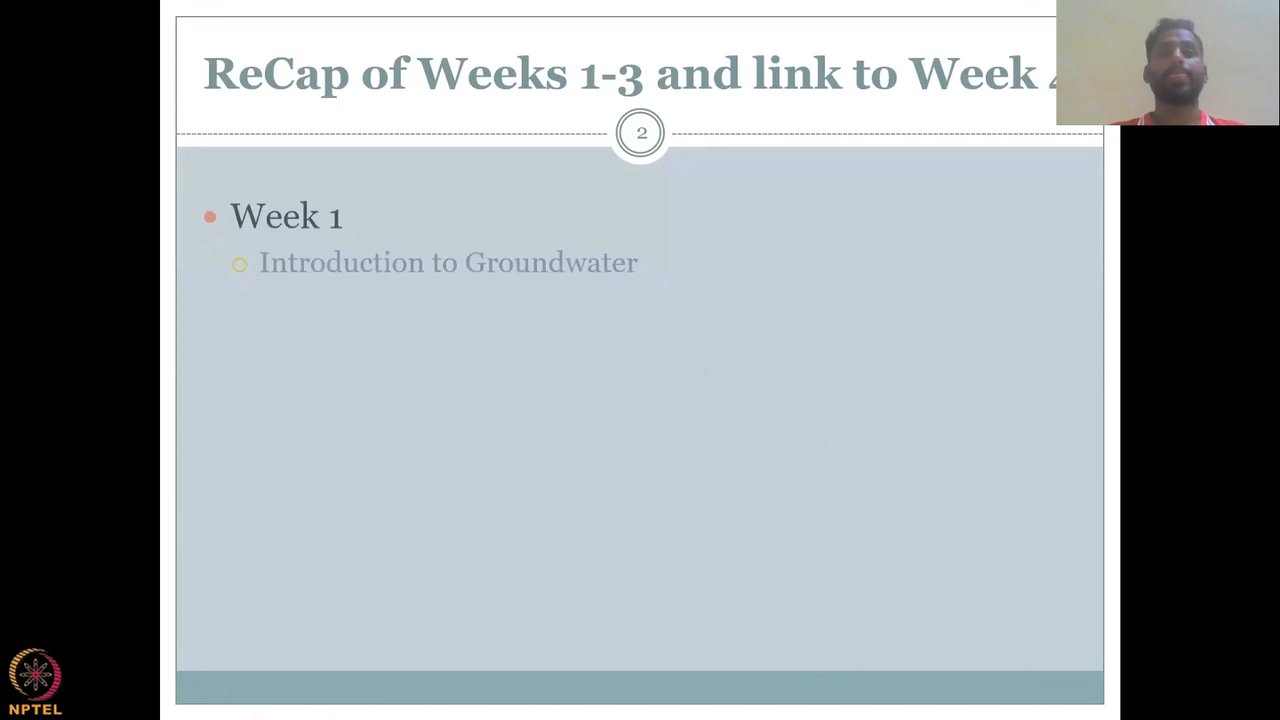 ReCap of Weeks 1-3 and link to Week
2
Week 1
Introduction to Groundwater
NPTEL